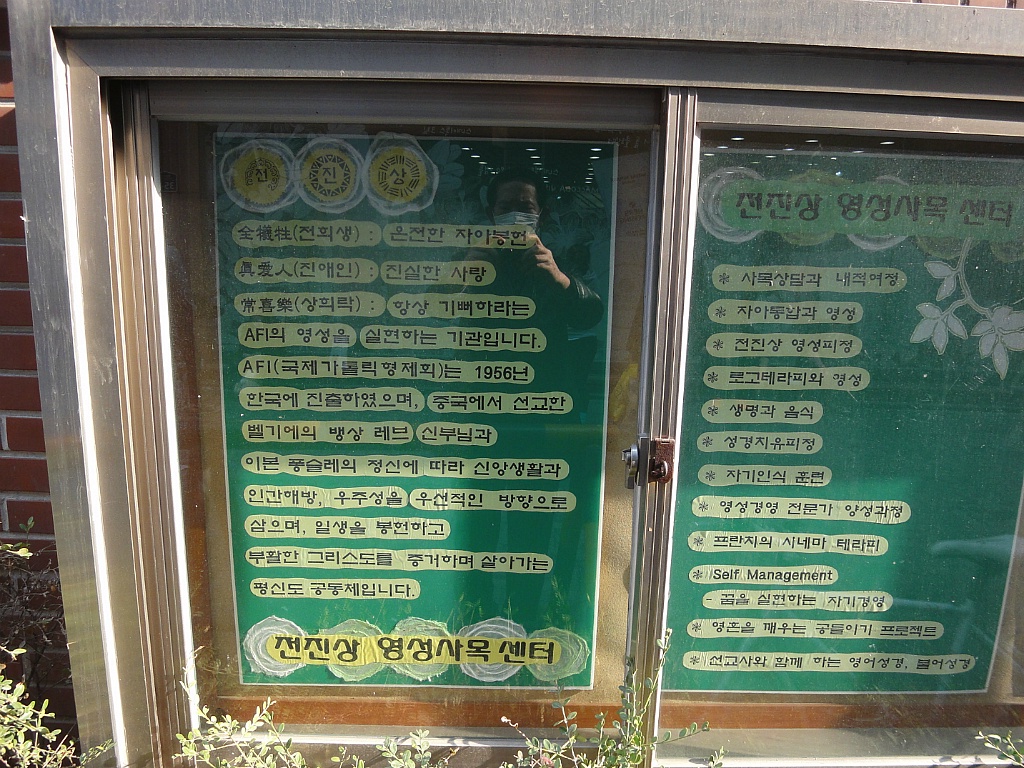 전진상
全犧牲(전희생) : 온전한 자아봉헌
眞愛人(진애인) : 진실한 사랑
常喜樂(상희락) : 항상 기뻐하라는
AFI의 영성을 실현하는 기관입니다.
AFI(국제가톨릭형제회)는 1956년
한국에 진출하였으며, 중국에서 선교한
벨기에의 뱅상 레브 신부님과
이본 퐁슬레의 정신에 따라 신앙생활과
인간해방, 우주성을 우선적인 방향으로
삼으며, 일생을 봉헌하고
부활한 그리스도를 증거하며 살아가는
평신도 공동체입니다.
전진상 영성사목 센터
전진상 영성사목 센터
* 사목상담과 내적여정
* 자아통합과 영성
* 전진상 영성피정
* 로고테라피와 영성
* 생명과 음식
* 성경치유피정
* 자기인식 훈련
* 영성경영 전문가 양성과정
* 프란치의 시네마 테라피
* Self Management
- 꿈을 실현하는 자기경영
* 영혼을 깨우는 공들이기 프로젝트
* 선교사와 함께 하는 영어성경, 불어성경